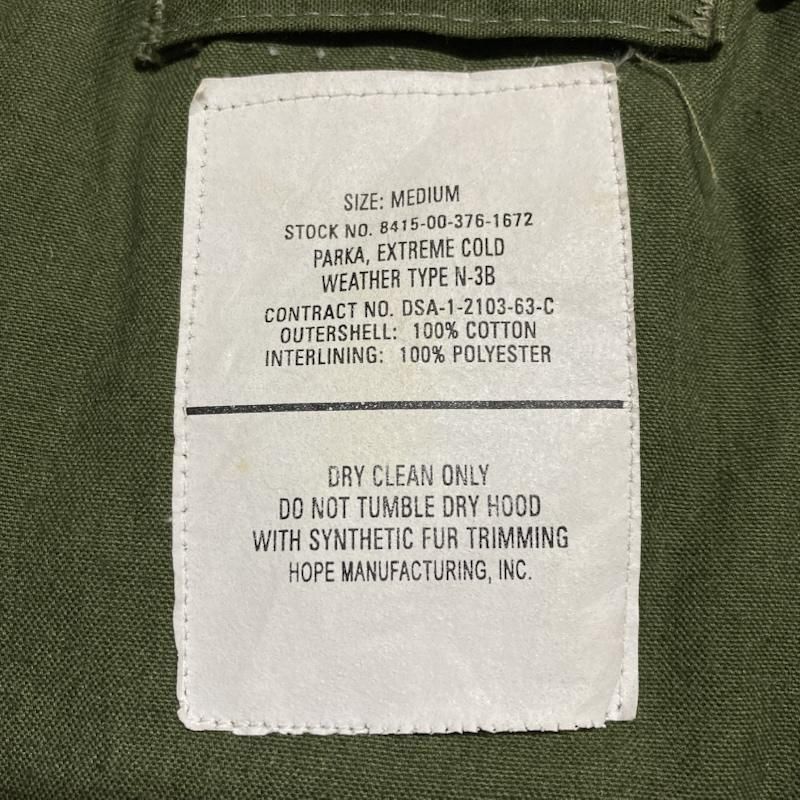 SIZE: MEDIUM
STOCK NO. 8415-00-376-1672
PARKA, EXTREME COLD
WEATHER TYPE N-3B
CONTRACT NO. DSA-1-2103-63-C
OUTERSHELL: 100% COTTON
INTERLINING: 100% POLYESTER
DRY CLEAN ONLY
DO NOT TUMBLE DRY HOOD
WITH SYNTHETIC FUR TRIMMING
HOPE MANUFACTURING, INC.